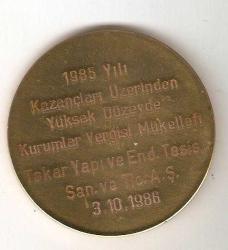 1985 Yılı
Kazançları Üzerinden
Yüksek Düzeyde
Kurumlar Vergisi Mükellefi
Takar Yapı ve End. Tesis.
San. ve Tic. A.Ş.
3.10.1986